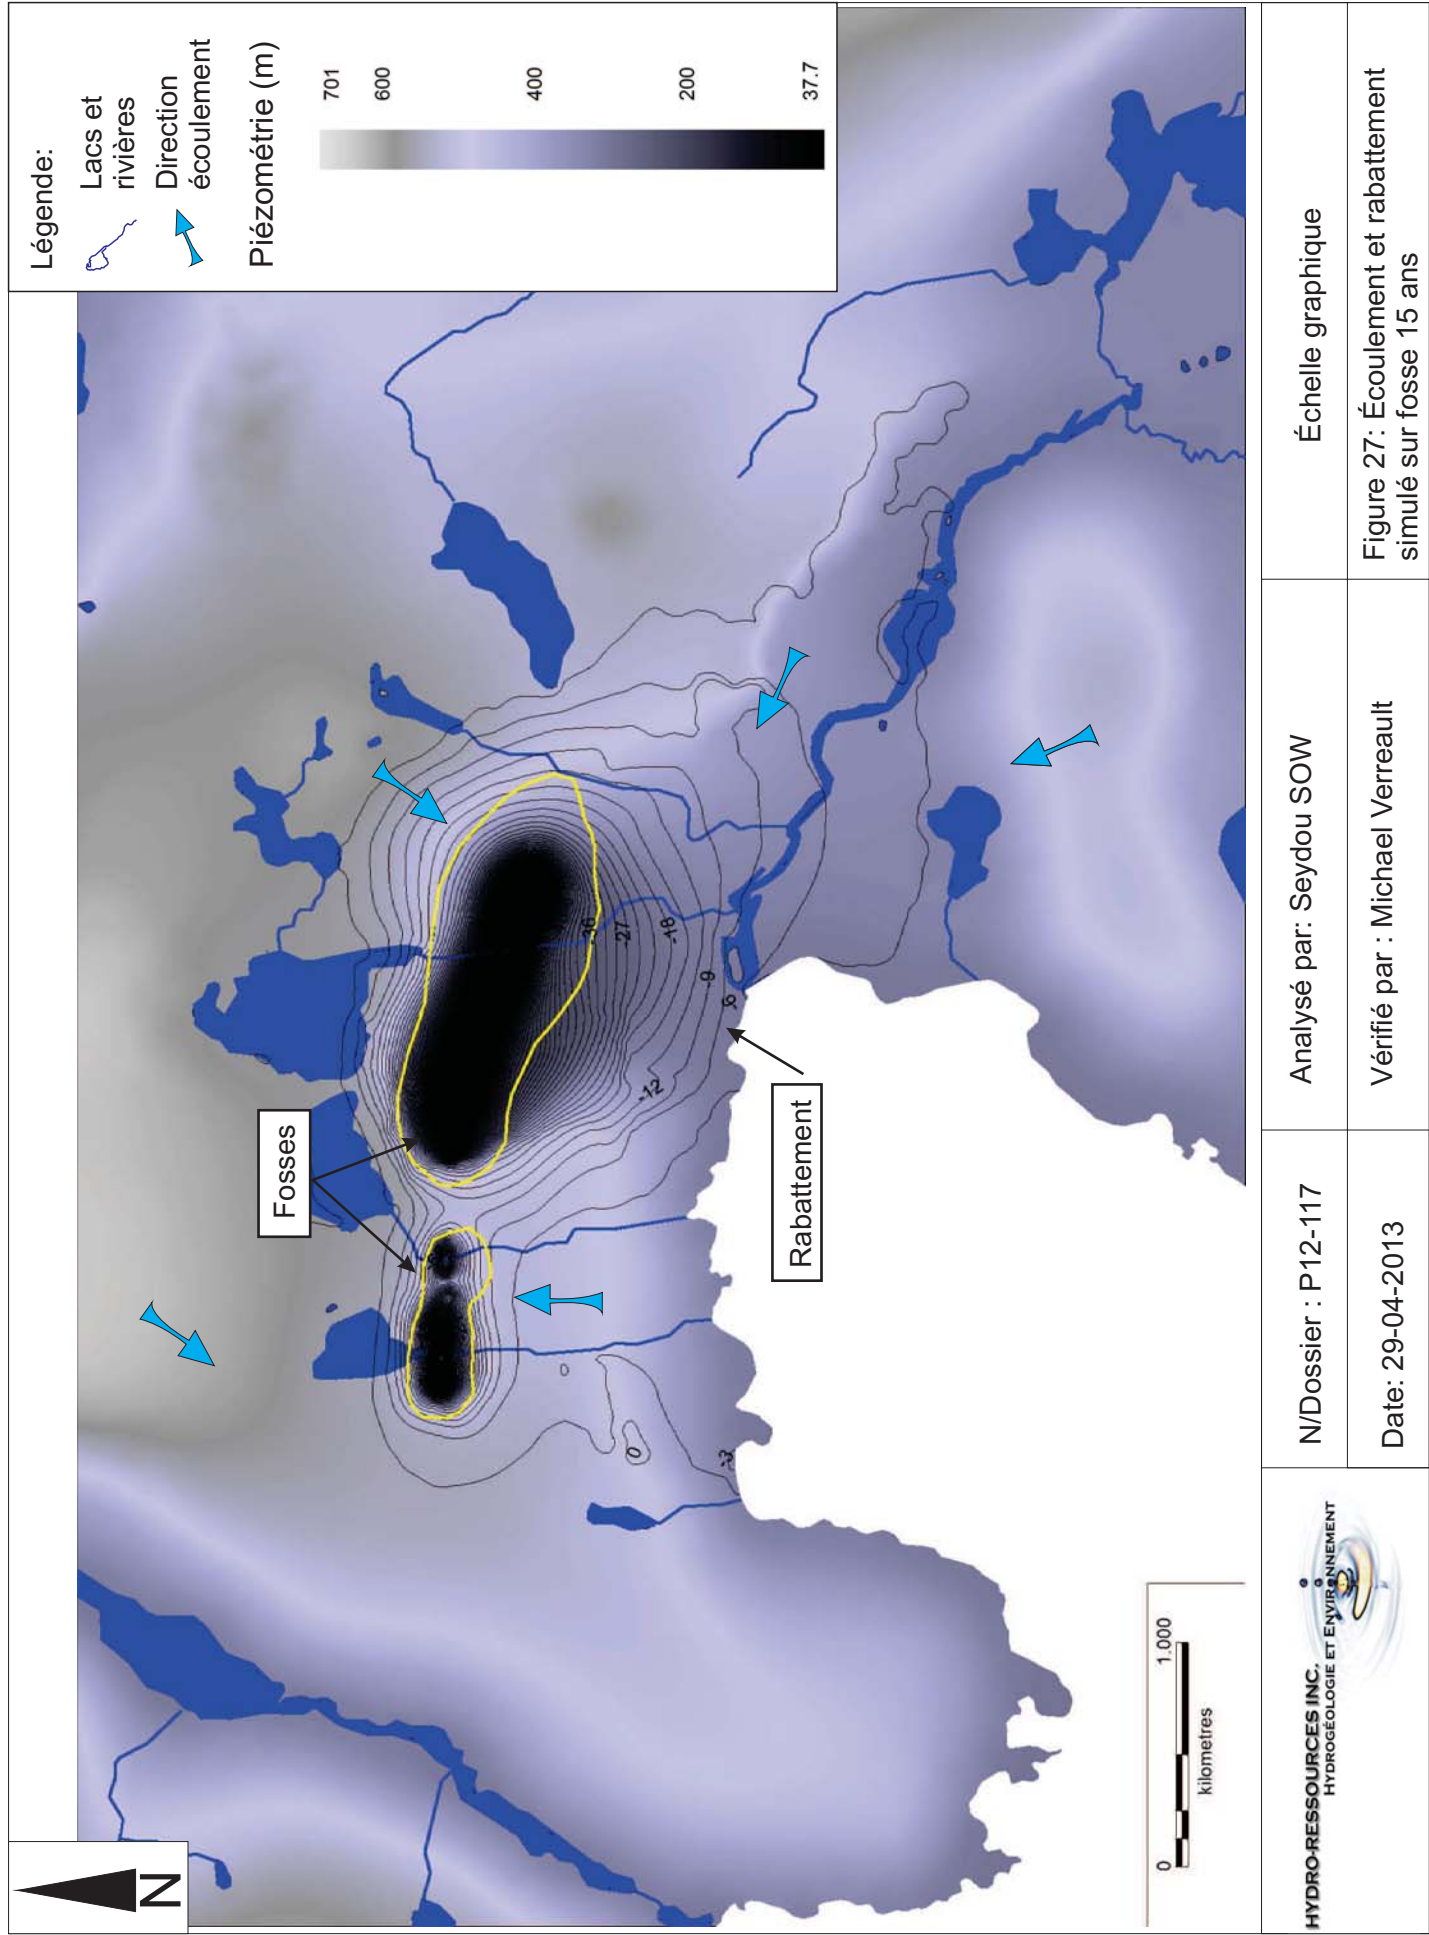 Légende:
Lacs et
rivières
Direction
écoulement
Piézométrie (m)
701
600
400
200
37.7
N
Fosses
Rabattement
-36
-27
-18
-9
-12
0
-3
0
1.000
kilometres
HYDRO-RESSOURCES INC.
HYDROGÉOLOGIE ET ENVIRONNEMENT
N/Dossier : P12-117
Date: 29-04-2013
Analysé par: Seydou SOW
Vérifié par : Michael Verreault
Échelle graphique
Figure 27: Écoulement et rabattement
simulé sur fosse 15 ans